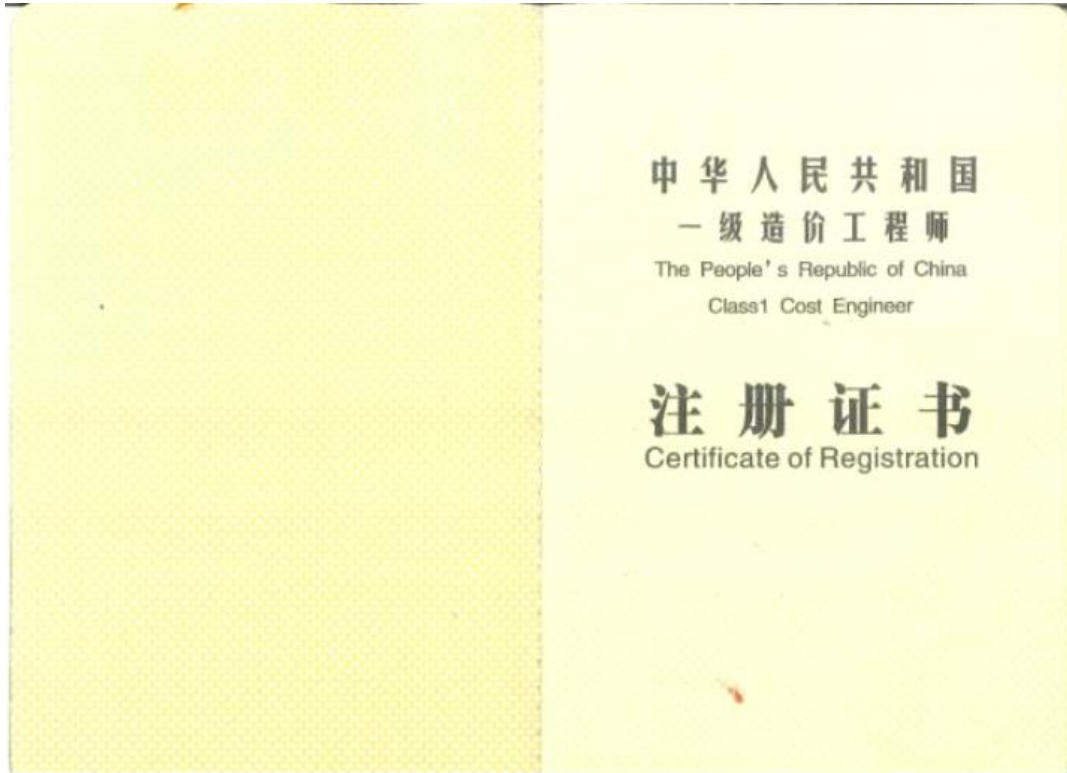 中华人民共和国
一级造价工程师
The People's Republic of China
Class1 Cost Engineer
注册证书
Certificate of Registration